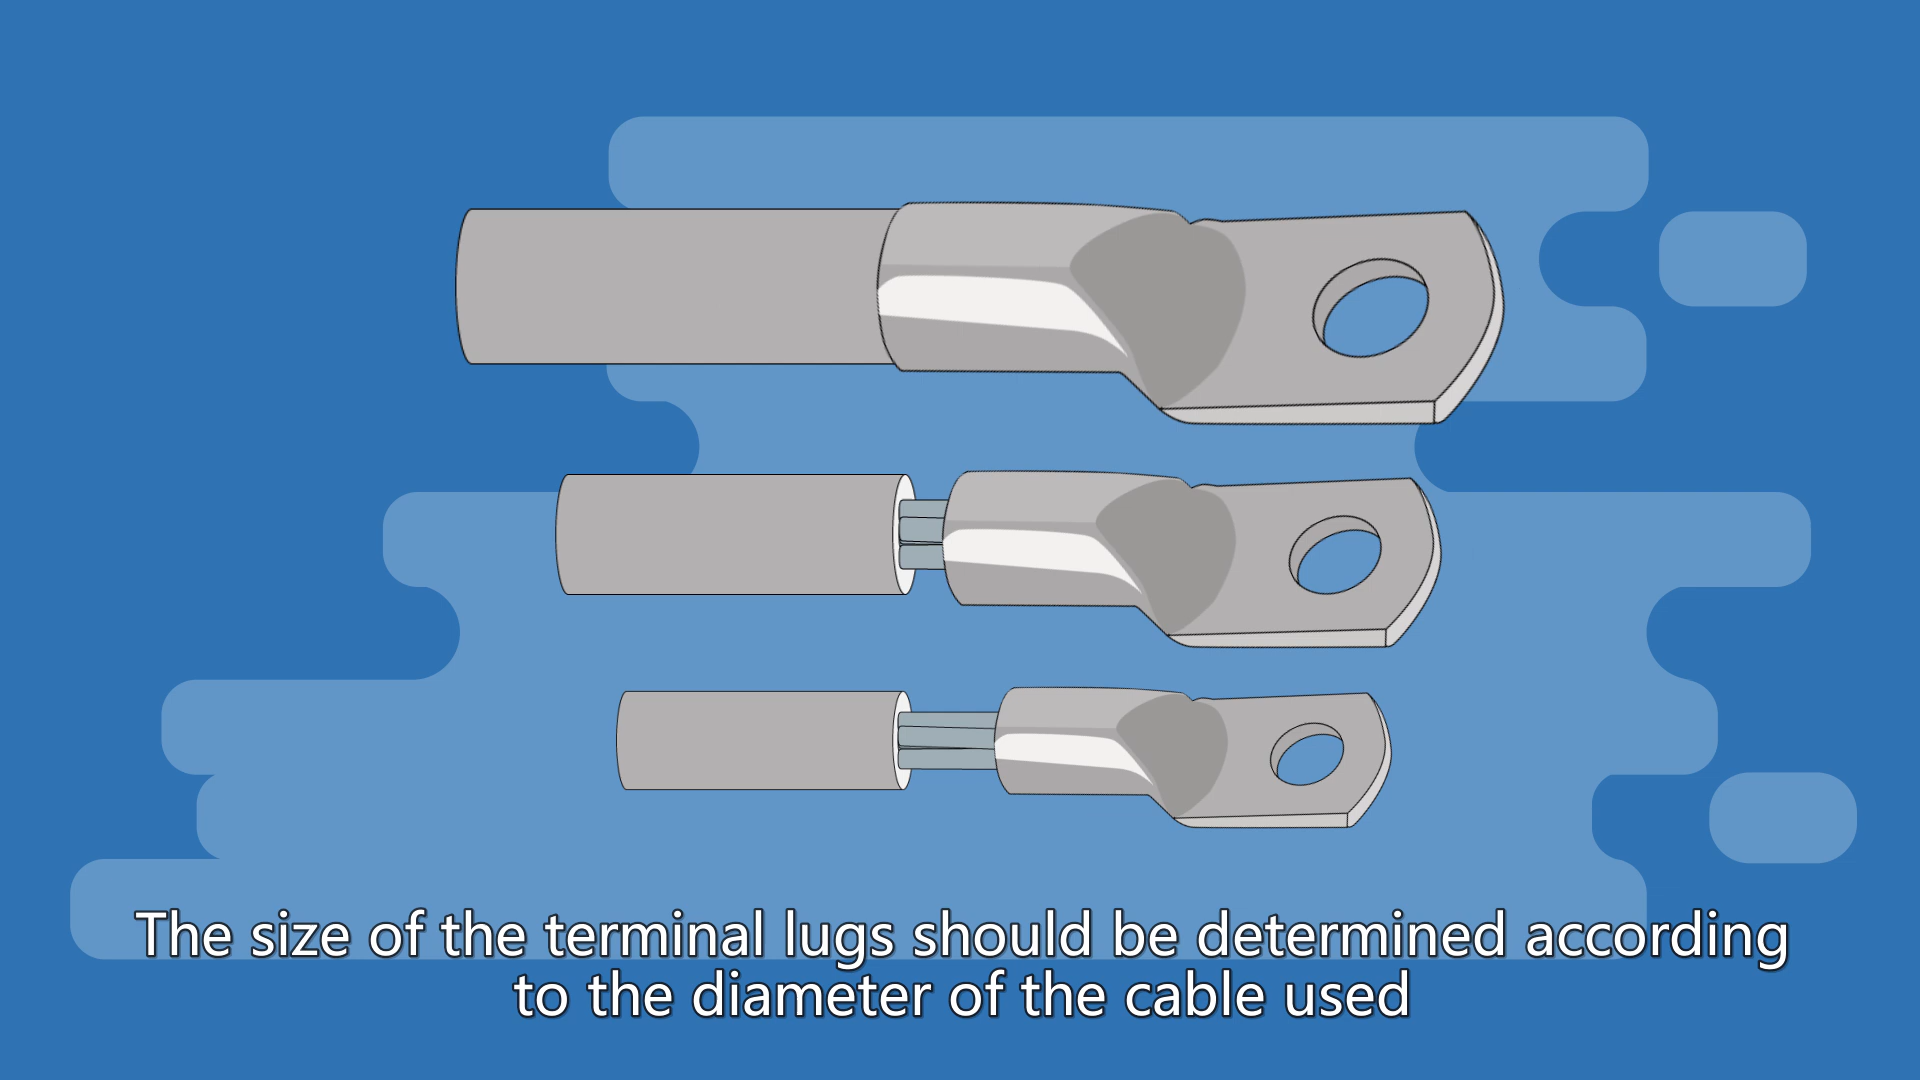 The size of the terminal lugs should be determined according
to the diameter of the cable used